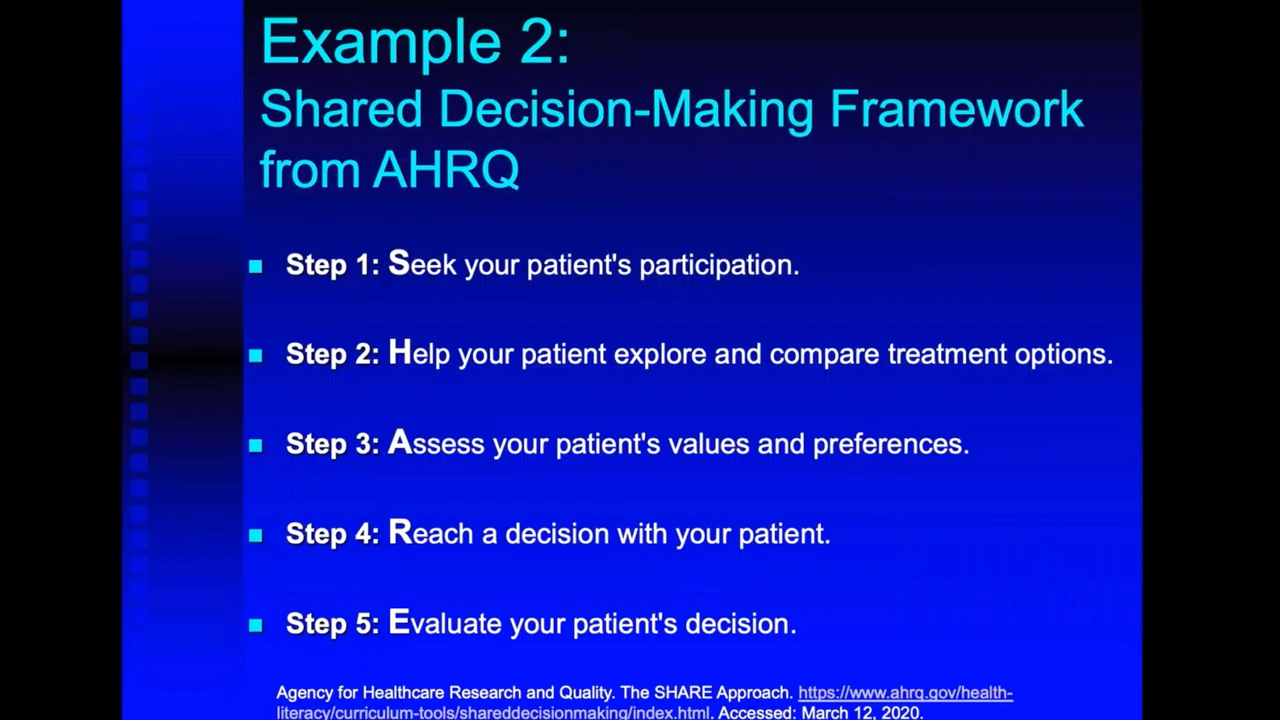 Example 2:
Shared Decision-Making Framework
from AHRQ
Step 1: Seek your patient's participation.
Step 2: Help your patient explore and compare treatment options.
Step 3: Assess your patient's values and preferences.
Step 4: Reach a decision with your patient.
Step 5: Evaluate your patient's decision.
Agency for Healthcare Research and Quality. The SHARE Approach. https://www.ahrq.gov/health-
literacy/curriculum-tools/shareddecisionmaking/index.html. Accessed: March 12, 2020.